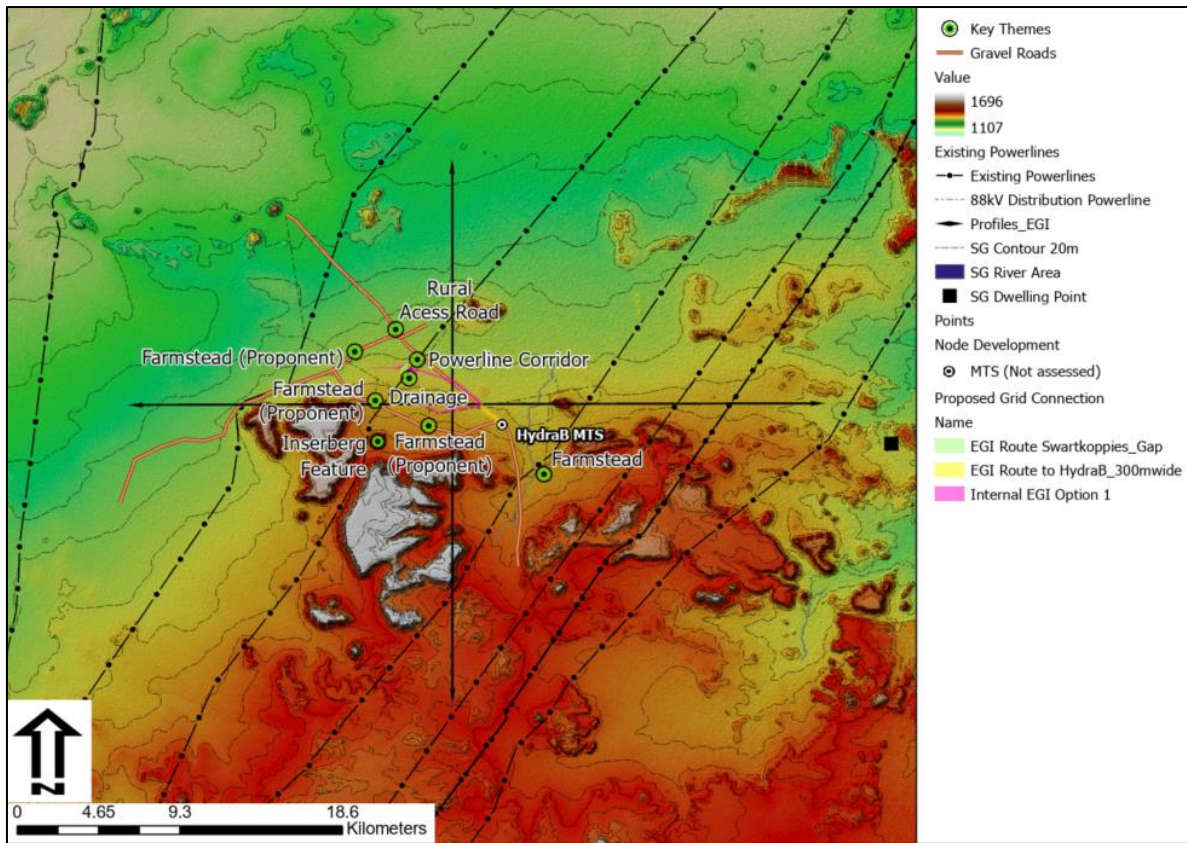 Rural
Acess Road
Farmstead (Proponent)
Powerline Corridor
Farmstead
(Proponent)
Drainage
Inserberg
Feature
Farmstead
(Proponent)
HydraB MTS
Farmstead
N
0 4.65 9.3 18.6
Kilometers
Key Themes
Gravel Roads
Value
1696
1107
Existing Powerlines
Existing Powerlines
88kV Distribution Powerline
Profiles_EGI
SG Contour 20m
SG River Area
SG Dwelling Point
Points
Node Development
MTS (Not assessed)
Proposed Grid Connection
Name
EGI Route Swartkoppies_Gap
EGI Route to HydraB_300mwide
Internal EGI Option 1